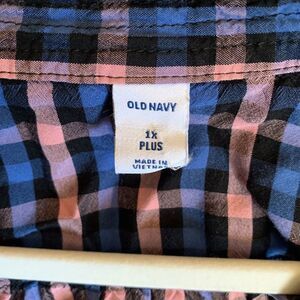 OLD NAVY
1X
PLUS
MADE IN
VIETNAM